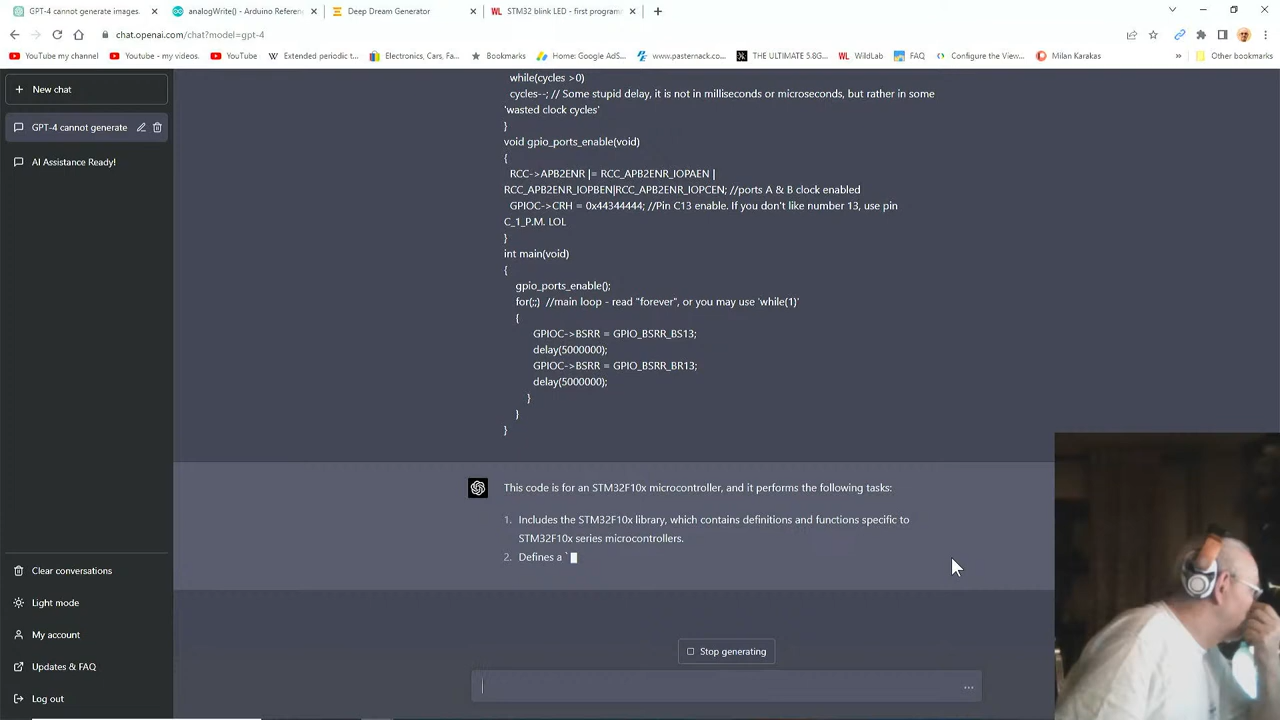 GPT-4 cannot generate images.
analogWrite() - Arduino Referenc
Deep Dream Generator
WL STM32 blink LED - first program
chat.openai.com/chat?model=gpt-4
YouTube my channel
YouTube - my videos.
YouTube
Extended periodic t...
Electronics, Cars, Fa...
Bookmarks
Home: Google AdS...
www.pasternack.co...
THE ULTIMATE 5.8G...
WL WildLab
FAQ
Configure the View...
Milan Karakas
»
Other bookmarks
New chat
GPT-4 cannot generate
AI Assistance Ready!
while(cycles >0)
cycles--; // Some stupid delay, it is not in milliseconds or microseconds, but rather in some
'wasted clock cycles'
}
void gpio_ports_enable(void)
{
RCC->APB2ENR |= RCC_APB2ENR_IOPAEN |
RCC_APB2ENR_IOPBEN|RCC_APB2ENR_IOPCEN; //ports A & B clock enabled
GPIOC->CRH = 0x44344444; //Pin C13 enable. If you don't like number 13, use pin
C_1_P.M. LOL
}
int main(void)
{
gpio_ports_enable();
for(;;) //main loop - read "forever", or you may use `while(1)'
{
GPIOC->BSRR = GPIO_BSRR_BS13;
delay(5000000);
GPIOC->BSRR = GPIO_BSRR_BR13;
delay(5000000);
}
}
}
This code is for an STM32F10x microcontroller, and it performs the following tasks:
1. Includes the STM32F10x library, which contains definitions and functions specific to
STM32F10x series microcontrollers.
2. Defines a `
Clear conversations
Light mode
My account
Updates & FAQ
Log out
Stop generating